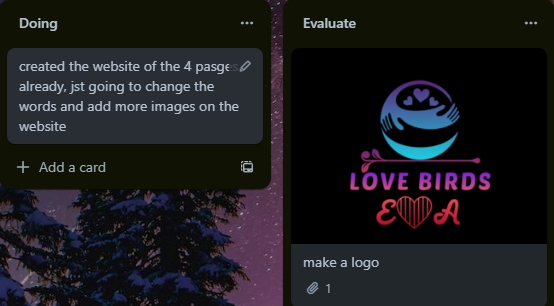 Doing
created the website of the 4 pasges
already, jst going to change the
words and add more images on the
website
Add a card
Evaluate
LOVE BIRDS
E A
make a logo
1